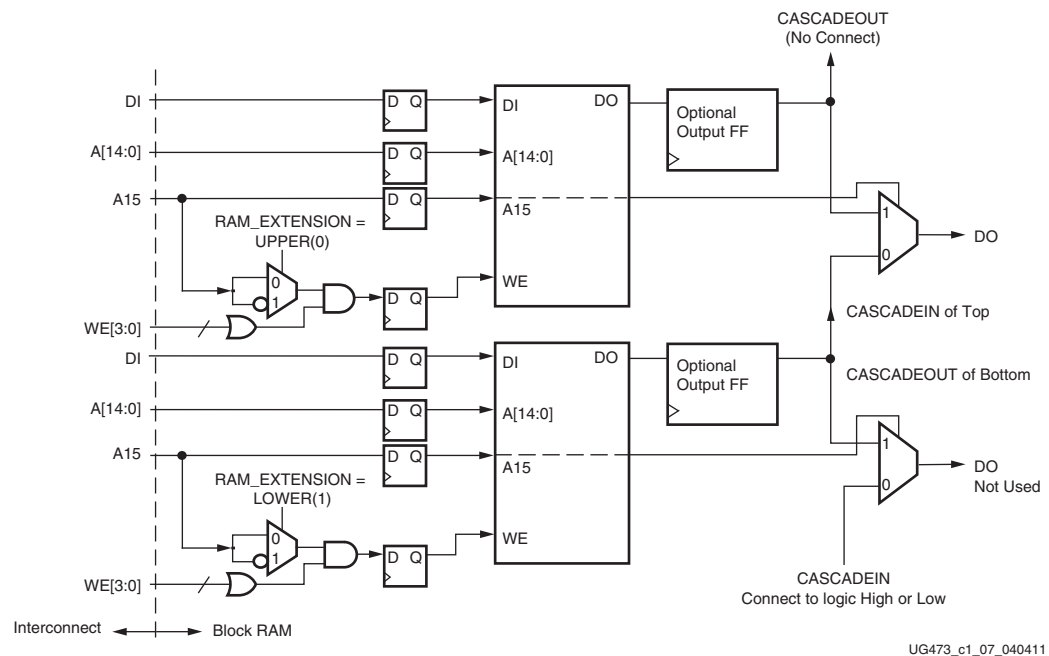 CASCADEOUT
(No Connect)
DI
D Q
DI
DO
Optional
Output FF
A[14:0]
D Q
A[14:0]
A15
D Q
A15
1
0
DO
RAM_EXTENSION =
UPPER(0)
0
1
WE
D Q
WE[3:0]
CASCADEIN of Top
DI
D Q
DI
DO
Optional
Output FF
CASCADEOUT of Bottom
A[14:0]
D Q
A[14:0]
A15
D Q
A15
1
0
DO
Not Used
RAM_EXTENSION =
LOWER(1)
0
1
WE
D Q
WE[3:0]
CASCADEIN
Connect to logic High or Low
Interconnect
Block RAM
UG473_c1_07_040411